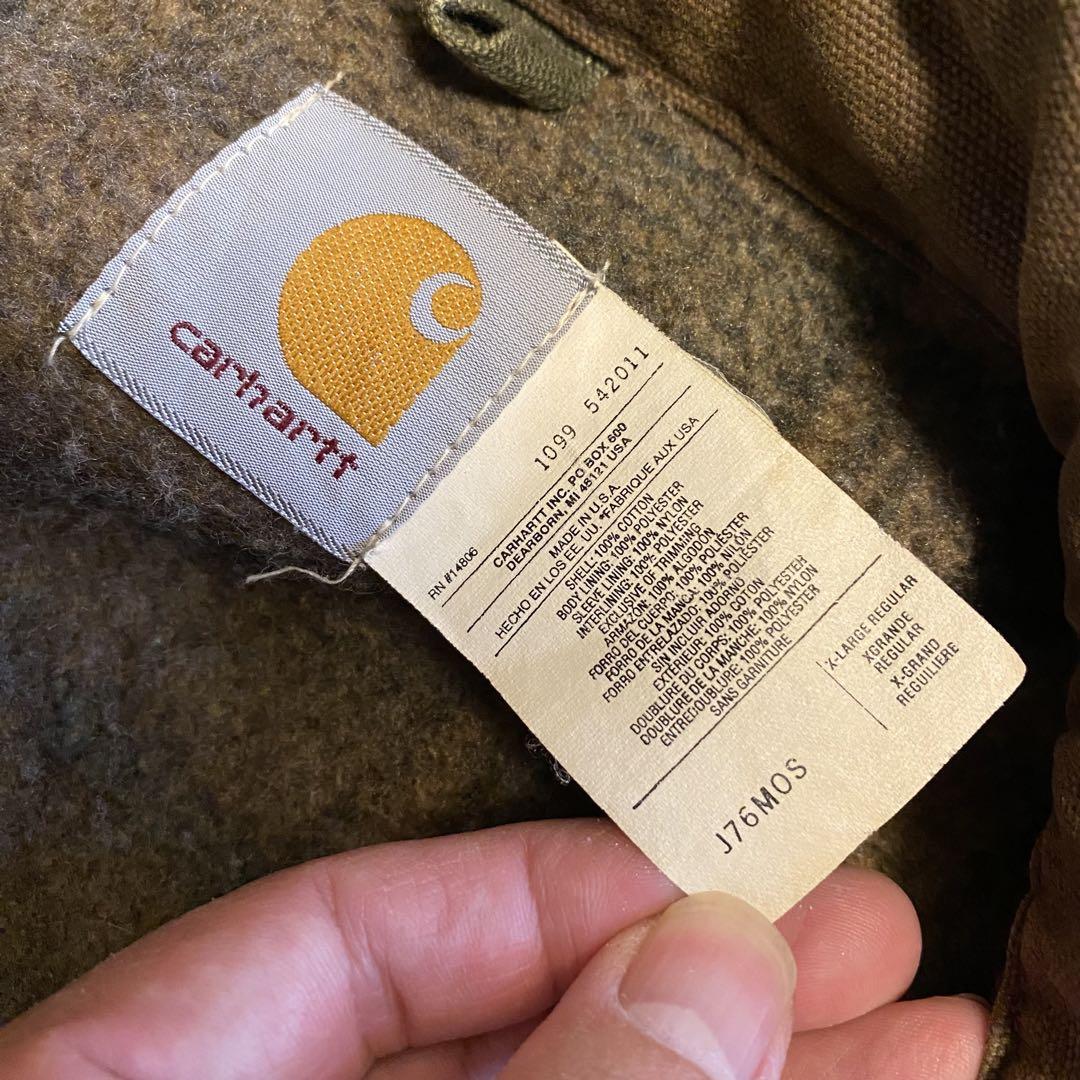 carhartt
1099 542011
RN #14806
CARHARTT INC. PO BOX 600
DEARBORN, MI 48121 USA
MADE IN U.S.A.
HECHO EN LOS EE. UU. *FABRIQUE AUX USA
SHELL: 100% COTTON
BODY LINING: 100% POLYESTER
SLEEVE LINING: 100% NYLON
INTERLINING: 100% POLYESTER
EXCLUSIVE OF TRIMMING
ARMAZON: 100% ALGODON
FORRO DEL CUERPO: 100% POLYESTER
FORRO DE LA MANGA: 100% NILON
FORRO ENTRELAZADO: 100% POLYESTER
SIN INCLUIR ADORNO
EXTERIEUR: 100% COTTON
DOUBLURE DU CORPS: 100% POLYESTER
DOUBLURE DE LA MANCHE: 100% NYLON
ENTREDOUBLURE: 100% POLYESTER
SANS GARNITURE
X-LARGE REGULAR
XGRANDE
REGULAR
X-GRAND
REGULIERE
J76MOS